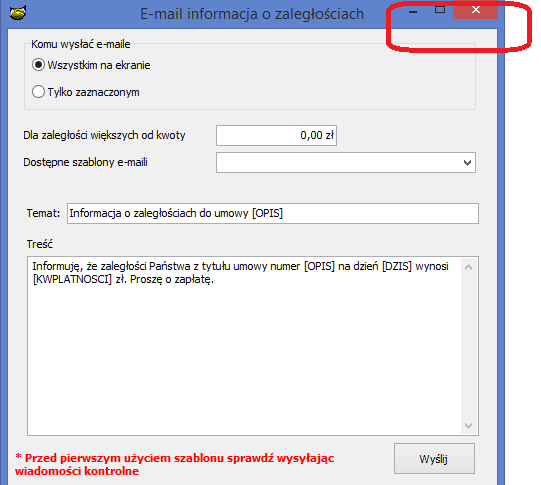 E-mail informacja o zaległościach
Komu wysłać e-maile
Wszystkim na ekranie
Tylko zaznaczonym
Dla zaległości większych od kwoty 0,00 zł
Dostępne szablony e-maili
Temat: Informacja o zaległościach do umowy [OPIS]
Treść
Informuję, że zaległości Państwa z tytułu umowy numer [OPIS] na dzień [DZIS] wynosi
[KWPLATNOSCI] zł. Proszę o zapłatę.
* Przed pierwszym użyciem szablonu sprawdź wysyłając
wiadomości kontrolne
Wyślij